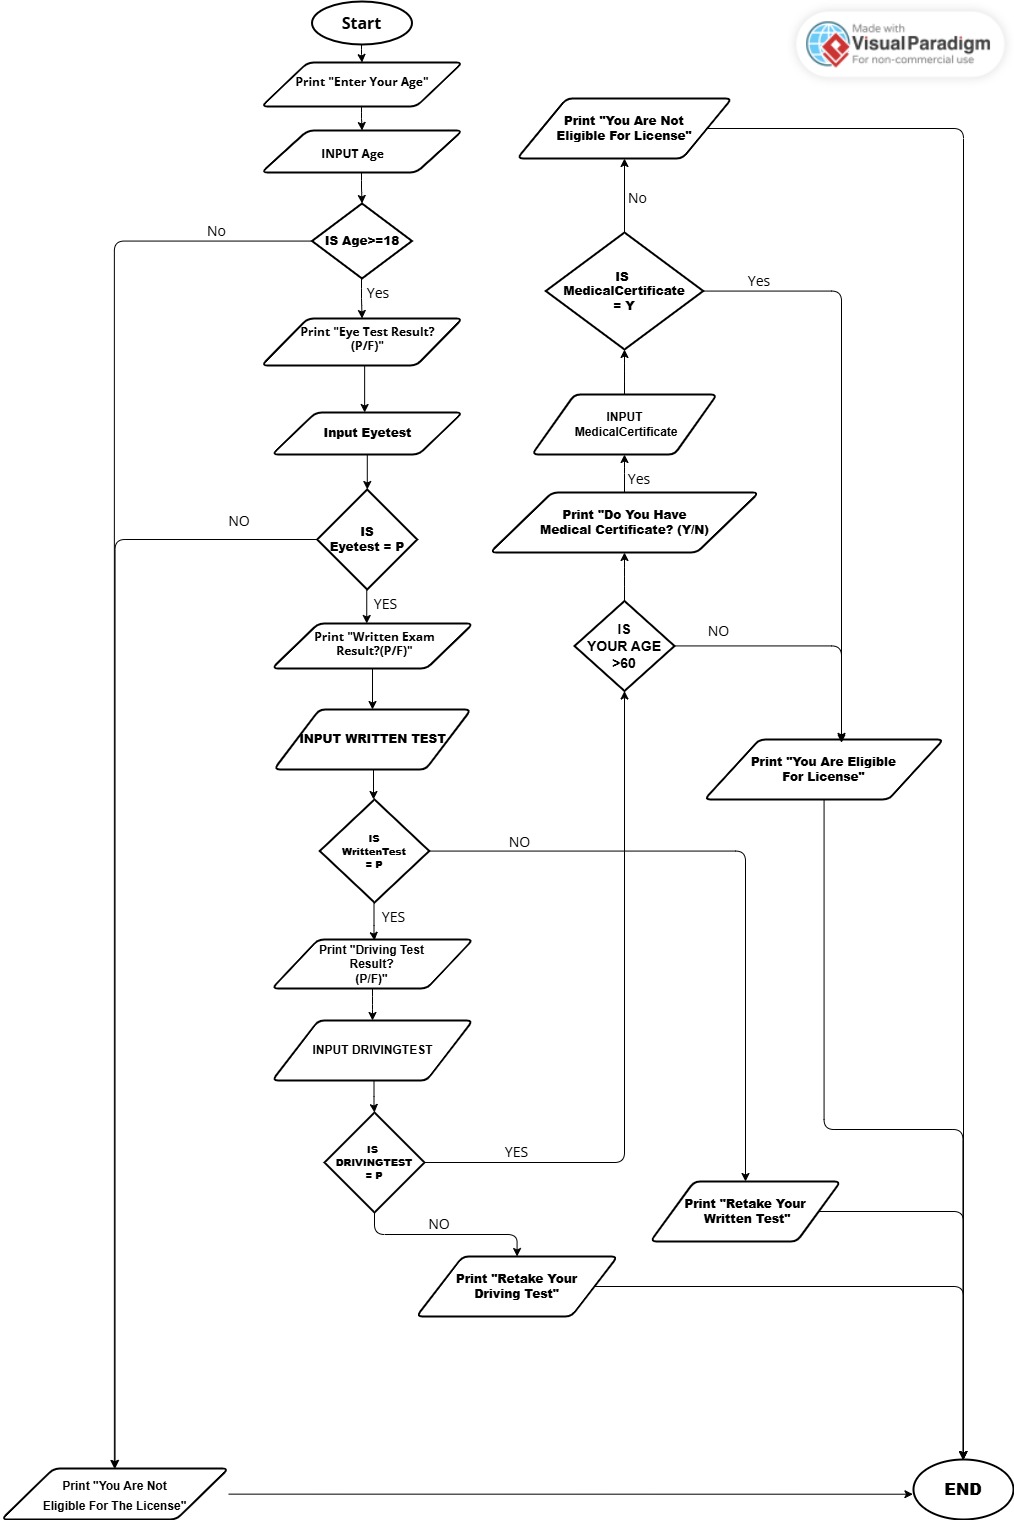 Start
Print "Enter Your Age"
INPUT Age
IS Age>=18
No
Yes
Print "Eye Test Result?
(P/F)"
Input Eyetest
IS
Eyetest = P
NO
YES
Print "Written Exam
Result?(P/F)"
INPUT WRITTEN TEST
IS
WrittenTest
= P
NO
YES
Print "Driving Test
Result?
(P/F)"
INPUT DRIVINGTEST
IS
DRIVINGTEST
= P
YES
NO
Print "Retake Your
Driving Test"
Print "You Are Not
Eligible For The License"
Made with
Visual Paradigm
For non-commercial use
Print "You Are Not
Eligible For License"
No
IS
MedicalCertificate
= Y
Yes
INPUT
MedicalCertificate
Yes
Print "Do You Have
Medical Certificate? (Y/N)
IS
YOUR AGE
>60
NO
Print "You Are Eligible
For License"
Print "Retake Your
Written Test"
END